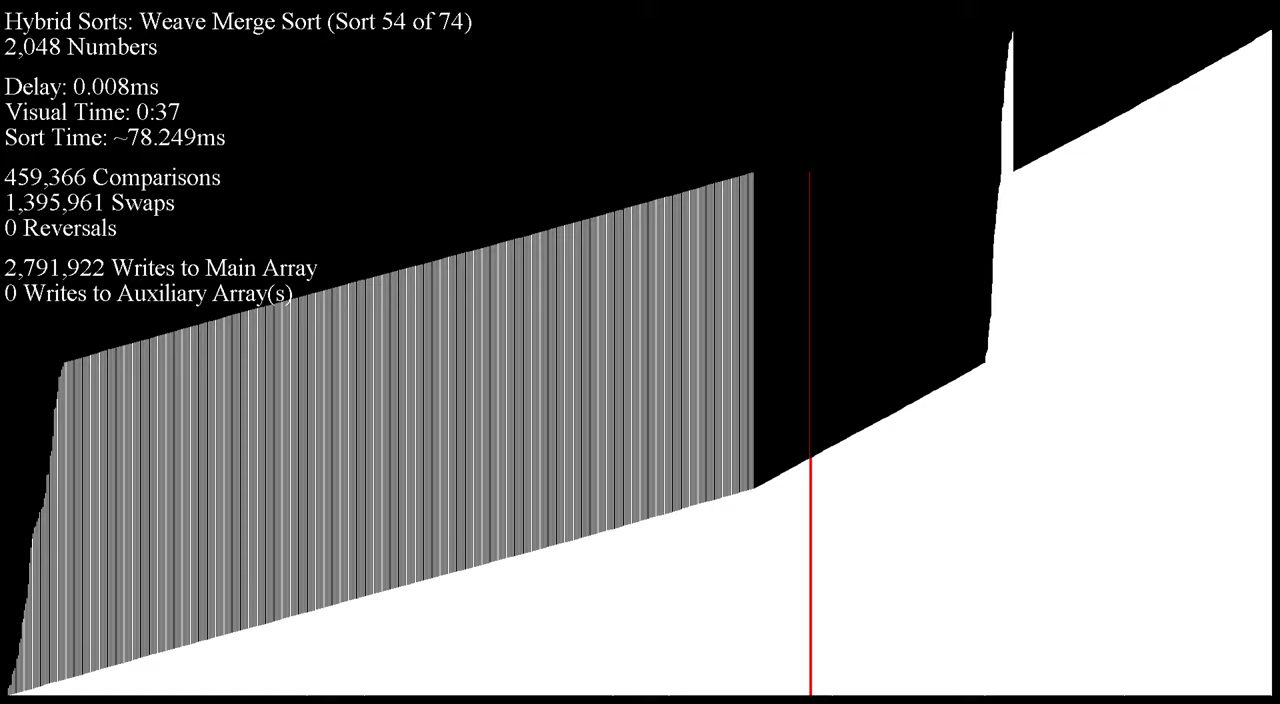 Hybrid Sorts: Weave Merge Sort (Sort 54 of 74)
2,048 Numbers
Delay: 0.008ms
Visual Time: 0:37
Sort Time: ~78.249ms
459,366 Comparisons
1,395,961 Swaps
0 Reversals
2,791,922 Writes to Main Array
0 Writes to Auxiliary Array(s)